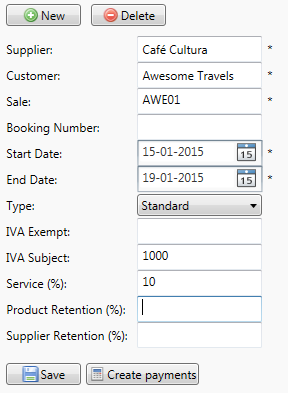 New Delete
Supplier: Café Cultura *
Customer: Awesome Travels *
Sale: AWE01 *
Booking Number:
Start Date: 15-01-2015 15 *
End Date: 19-01-2015 15 *
Type: Standard
IVA Exempt:
IVA Subject: 1000
Service (%): 10
Product Retention (%):
Supplier Retention (%):
Save Create payments